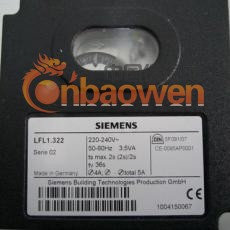 onbaowen
SIEMENS
LFL1.322
Serie 02
220-240V~
50-60Hz 3.5VA
ts max. 2s (2s)/2s
tv 36s
4A total 5A
Made in Germany
CE-0085AP0001
Siemens Building Technologies Production GmbH
1004150067